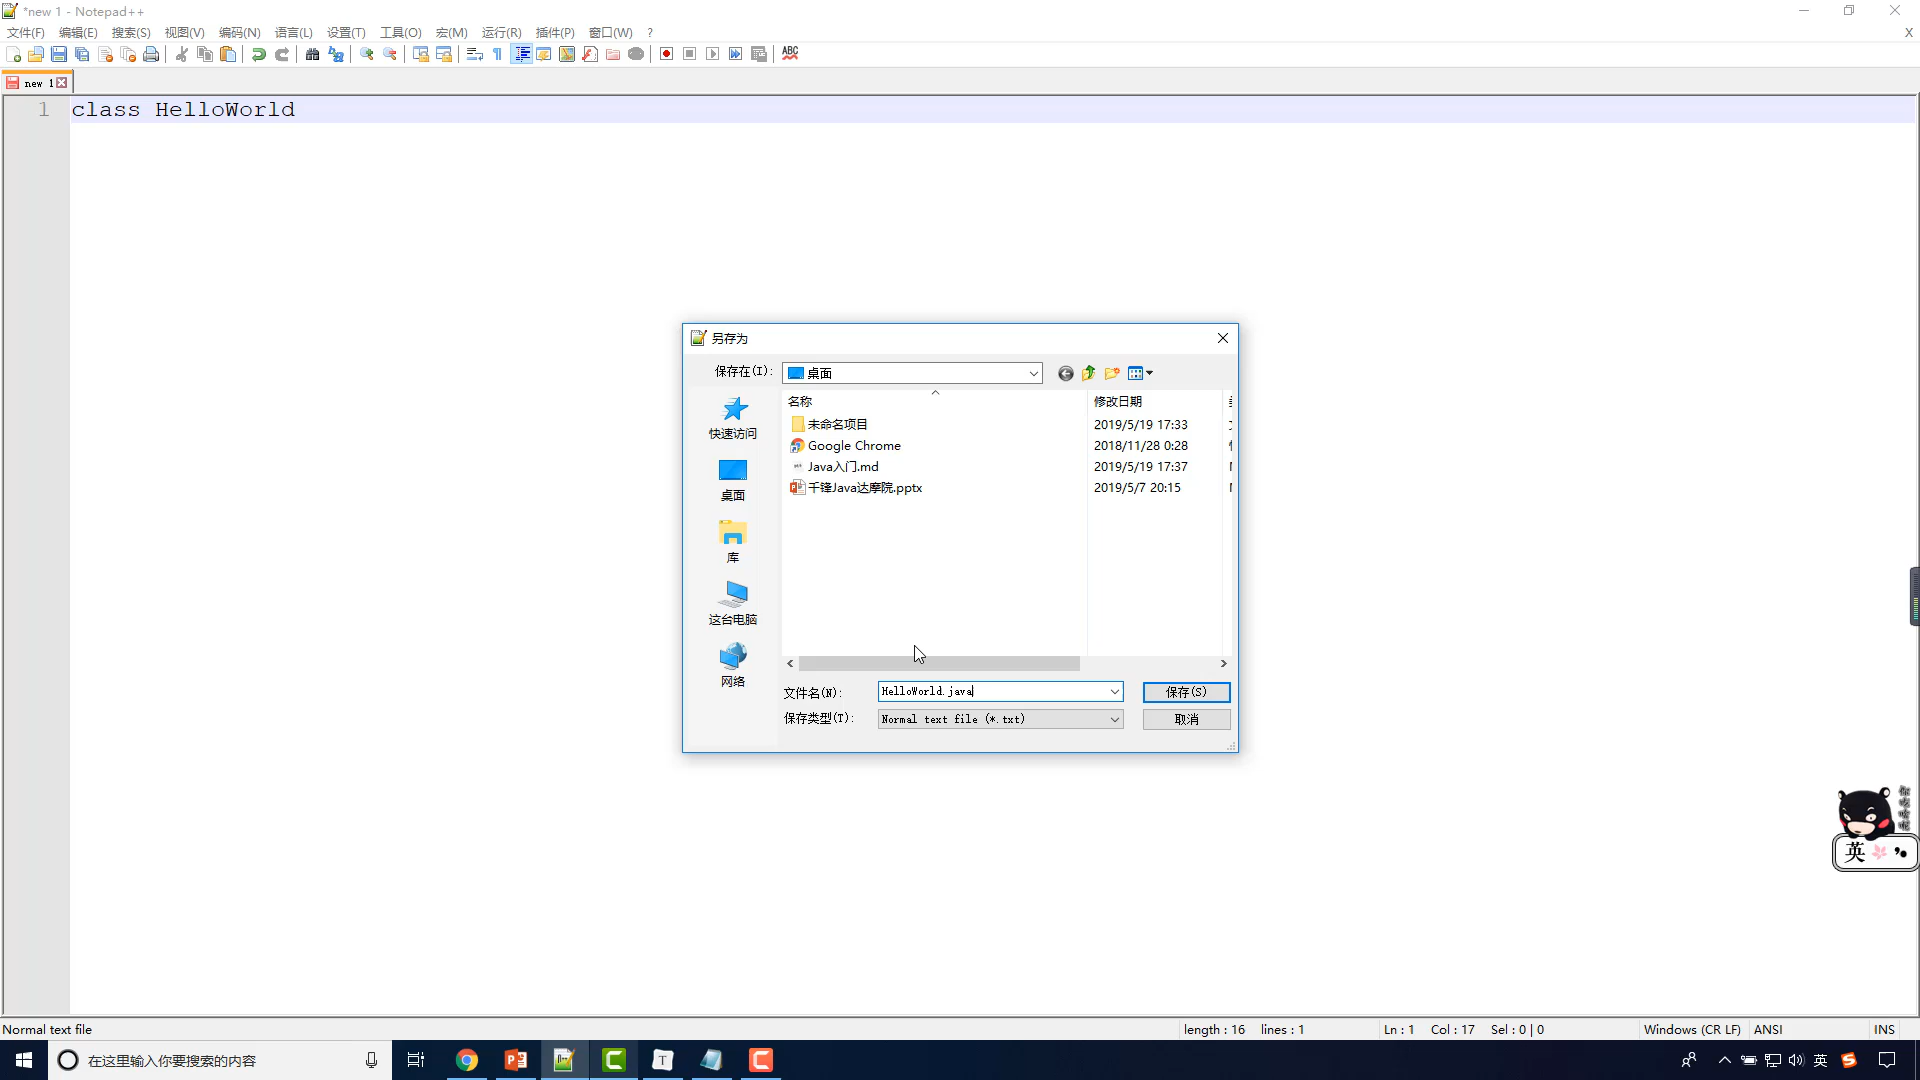 *new 1 - Notepad++
文件(F) 编辑(E) 搜索(S) 视图(V) 编码(N) 语言(L) 设置(T) 工具(O) 宏(M) 运行(R) 插件(P) 窗口(W) ? X
ABC
new 1
1 class HelloWorld
另存为
保存在(I): 桌面
名称 修改日期
未命名项目 2019/5/19 17:33
Google Chrome 2018/11/28 0:28
Java入门.md 2019/5/19 17:37
千锋Java达摩院.pptx 2019/5/7 20:15
快速访问
桌面
库
这台电脑
网络
文件名(N): HelloWorld.java 保存(S)
保存类型(T): Normal text file (*.txt) 取消
英
Normal text file length : 16 lines : 1 Ln : 1 Col : 17 Sel : 0 | 0 Windows (CR LF) ANSI INS
在这里输入你要搜索的内容 英